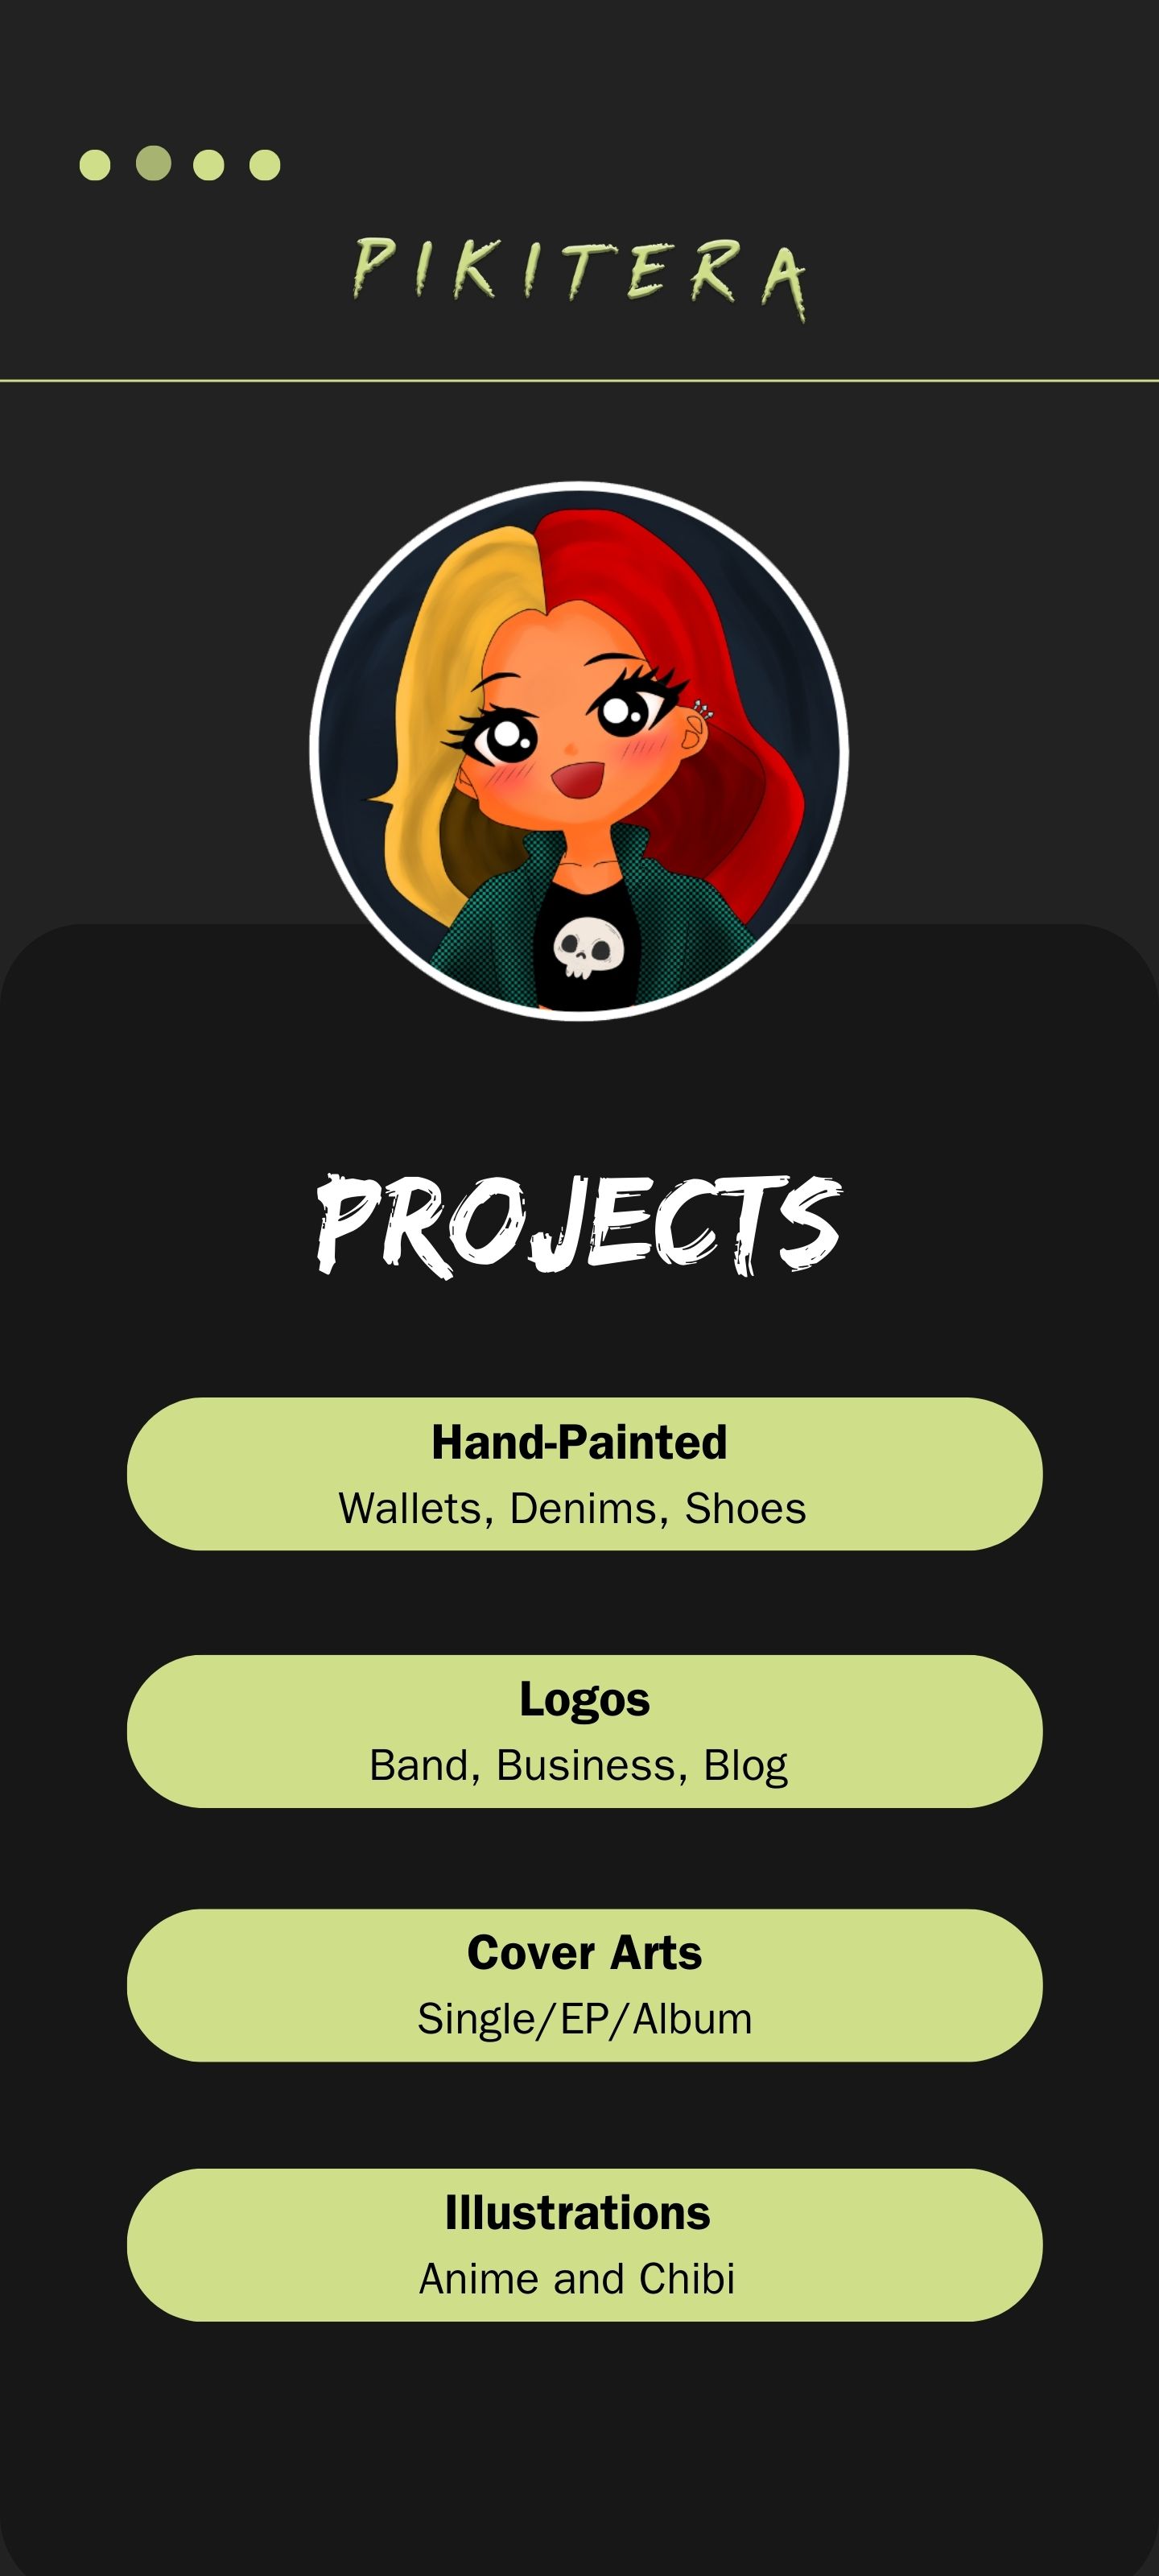 PIKITERA
PROJECTS
Hand-Painted
Wallets, Denims, Shoes
Logos
Band, Business, Blog
Cover Arts
Single/EP/Album
Illustrations
Anime and Chibi